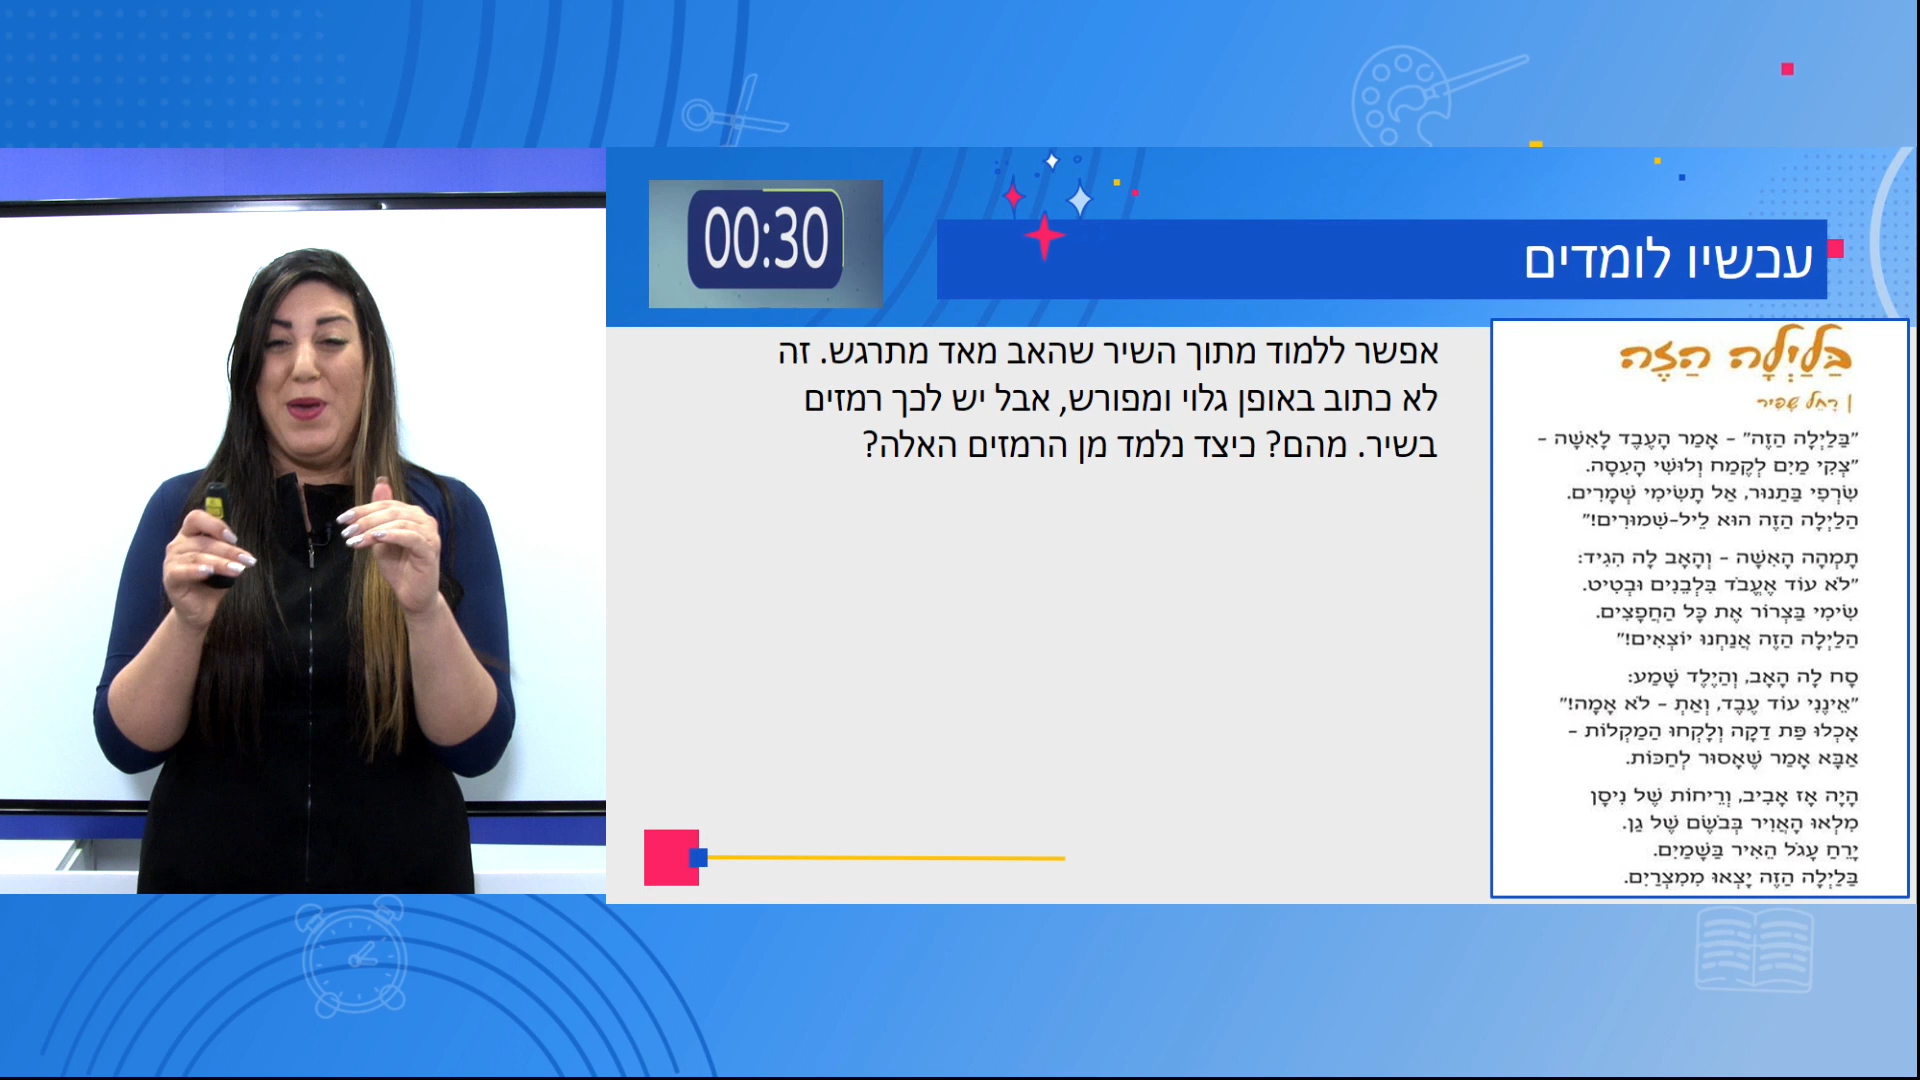 00:30
עכשיו לומדים
אפשר ללמוד מתוך השיר שהאב מאד מתרגש. זה
לא כתוב באופן גלוי ומפורש, אבל יש לכך רמזים
בשיר. מהם? כיצד נלמד מן הרמזים האלה?
בַּלַּיְלָה הַזֶּה
| רָחֵל שַׁפִּיר
"בַּלַּיְלָה הַזֶּה" – אָמַר הָעֶבֶד לָאִשָּׁה –
"צְקִי מַיִם לְקֶמַח וְלוּשִׁי הָעִסָּה.
שִׂרְפִי בַּתַּנּוּר, אַל תָּשִׂימִי שְׁמָרִים.
הַלַּיְלָה הַזֶּה הוּא לֵיל-שִׁמּוּרִים!"
תָּמְהָה הָאִשָּׁה – וְהָאָב לָהּ הִגִּיד:
"לֹא עוֹד אֶעֱבֹד בִּלְבֵנִים וּבְטִיט.
שִׂימִי בַּצְּרוֹר אֶת כָּל הַחֲפָצִים.
הַלַּיְלָה הַזֶּה אֲנַחְנוּ יוֹצְאִים!"
סָח לָהּ הָאָב, וְהַיֶּלֶד שָׁמַע:
"אֵינֶנִּי עוֹד עֶבֶד, וְאַתְּ – לֹא אָמָה!"
אָכְלוּ פַּת דַּקָּה וְלָקְחוּ הַמַּקְלוֹת –
אַבָּא אָמַר שֶׁאָסוּר לְחַכּוֹת.
הָיָה אָז אָבִיב, וְרֵיחוֹת שֶׁל נִיסָן
מִלְאוּ הָאֲוִיר בְּבֹשֶׂם שֶׁל גַּן.
יָרֵחַ עָגֹל הֵאִיר בַּשָּׁמַיִם.
בַּלַּיְלָה הַזֶּה יָצְאוּ מִמִּצְרַיִם.